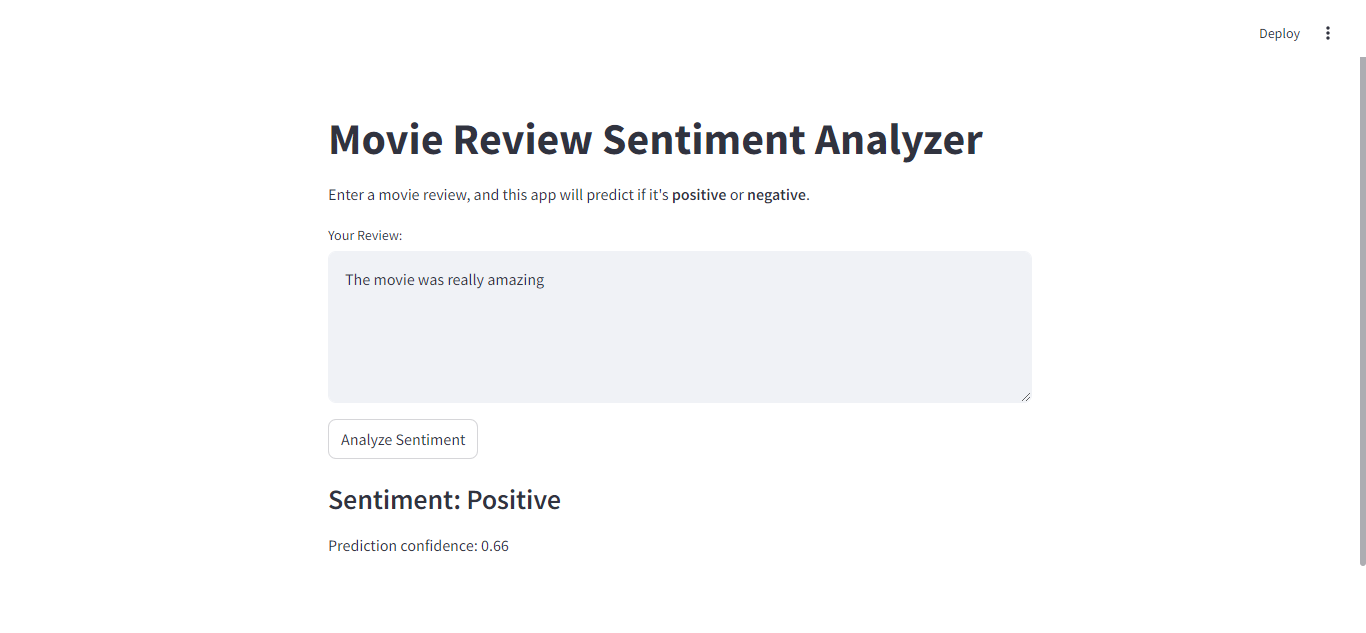 Deploy
Movie Review Sentiment Analyzer
Enter a movie review, and this app will predict if it's positive or negative.
Your Review:
The movie was really amazing
Analyze Sentiment
Sentiment: Positive
Prediction confidence: 0.66